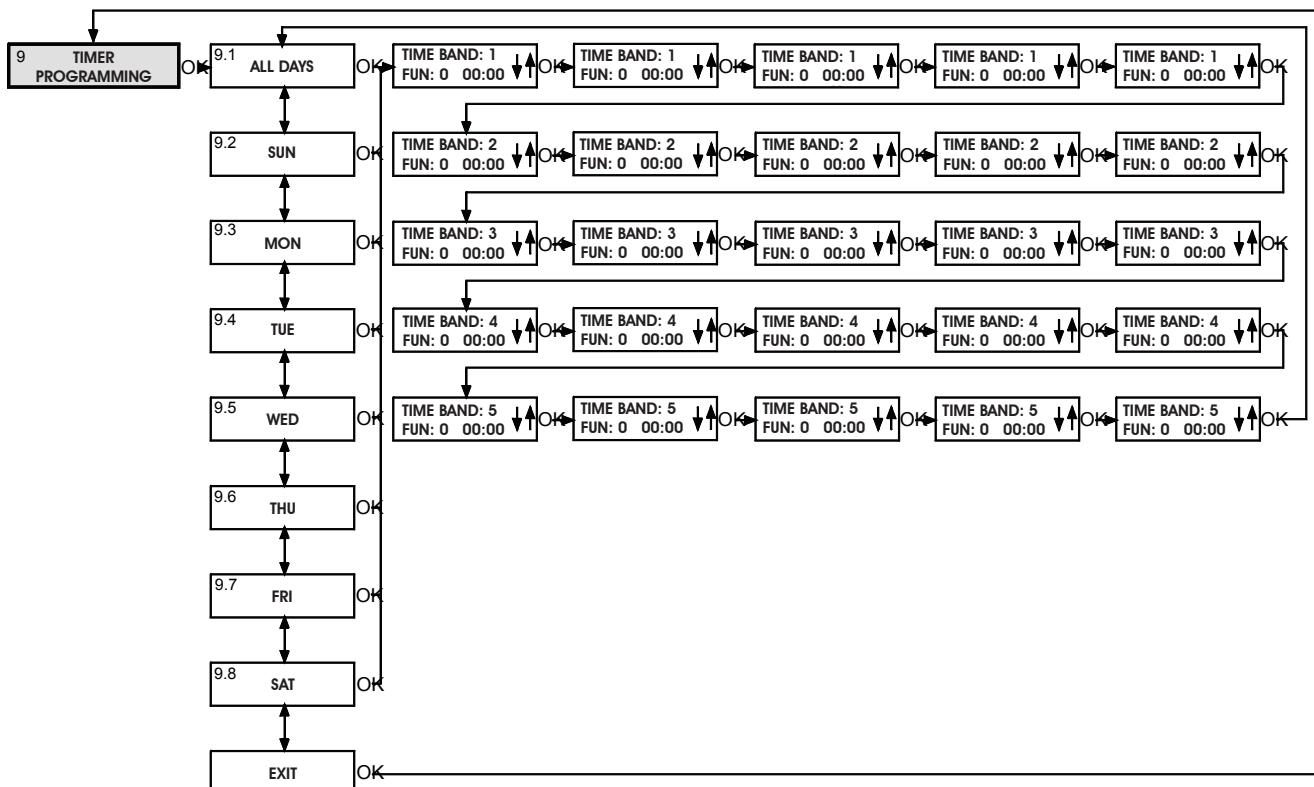 9 TIMER
PROGRAMMING OK
9.1 ALL DAYS OK
TIME BAND: 1
FUN: 0 00:00 OK
TIME BAND: 1
FUN: 0 00:00 OK
TIME BAND: 1
FUN: 0 00:00 OK
TIME BAND: 1
FUN: 0 00:00 OK
TIME BAND: 1
FUN: 0 00:00 OK
9.2 SUN OK
TIME BAND: 2
FUN: 0 00:00 OK
TIME BAND: 2
FUN: 0 00:00 OK
TIME BAND: 2
FUN: 0 00:00 OK
TIME BAND: 2
FUN: 0 00:00 OK
TIME BAND: 2
FUN: 0 00:00 OK
9.3 MON OK
TIME BAND: 3
FUN: 0 00:00 OK
TIME BAND: 3
FUN: 0 00:00 OK
TIME BAND: 3
FUN: 0 00:00 OK
TIME BAND: 3
FUN: 0 00:00 OK
TIME BAND: 3
FUN: 0 00:00 OK
9.4 TUE OK
TIME BAND: 4
FUN: 0 00:00 OK
TIME BAND: 4
FUN: 0 00:00 OK
TIME BAND: 4
FUN: 0 00:00 OK
TIME BAND: 4
FUN: 0 00:00 OK
TIME BAND: 4
FUN: 0 00:00 OK
9.5 WED OK
TIME BAND: 5
FUN: 0 00:00 OK
TIME BAND: 5
FUN: 0 00:00 OK
TIME BAND: 5
FUN: 0 00:00 OK
TIME BAND: 5
FUN: 0 00:00 OK
TIME BAND: 5
FUN: 0 00:00 OK
9.6 THU OK
9.7 FRI OK
9.8 SAT OK
EXIT OK